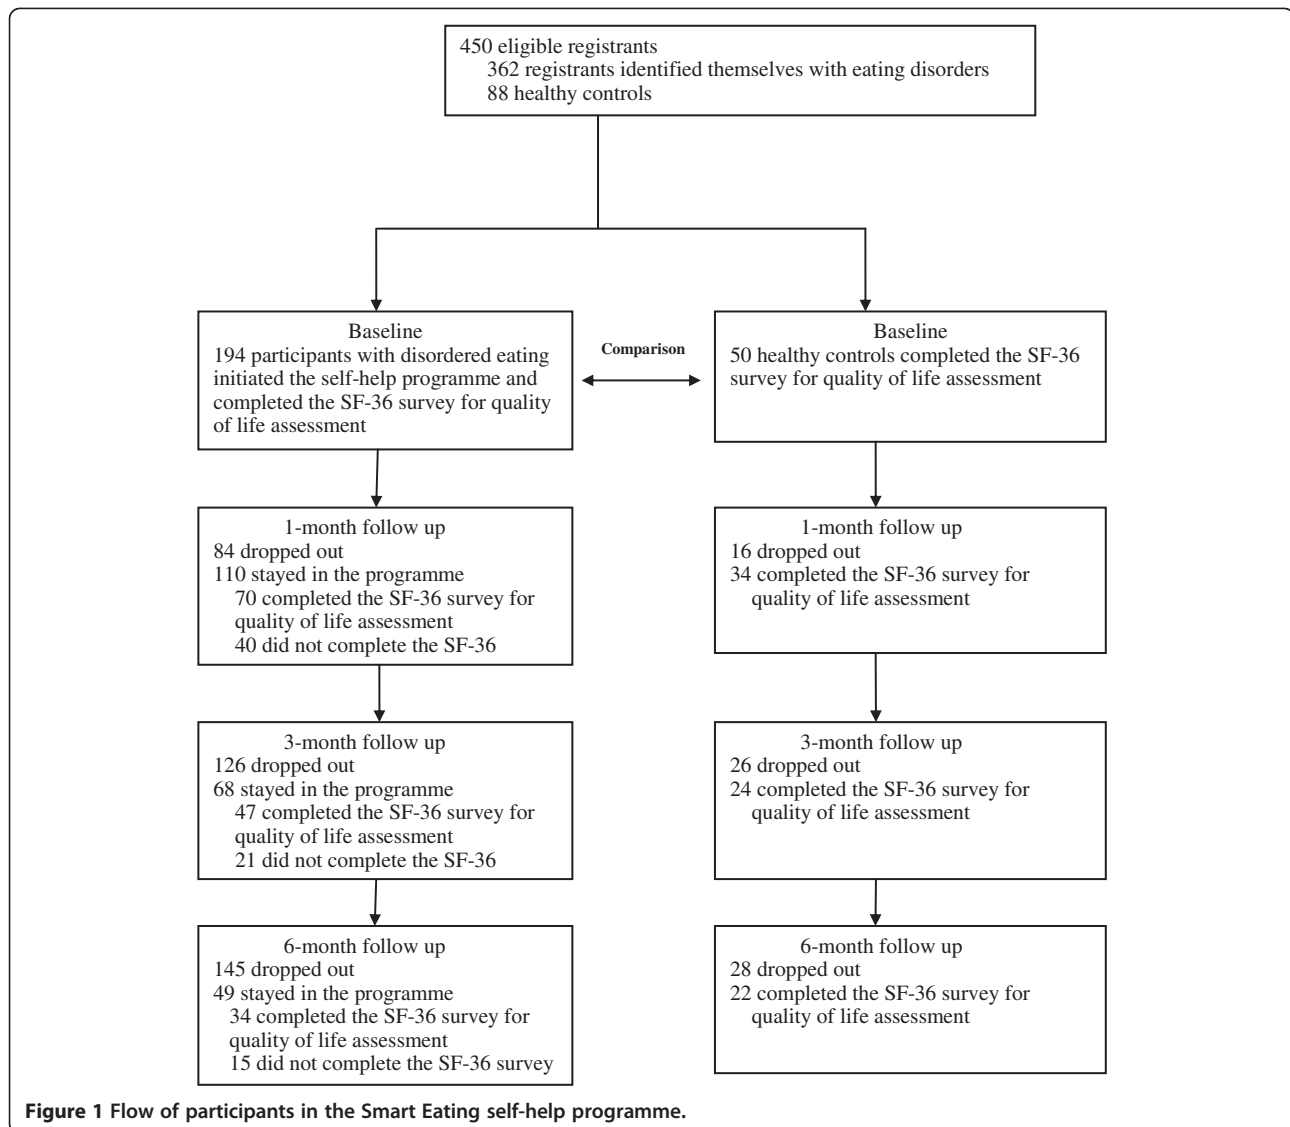 450 eligible registrants
362 registrants identified themselves with eating disorders
88 healthy controls
Baseline
194 participants with disordered eating
initiated the self-help programme and
completed the SF-36 survey for quality
of life assessment
Comparison
Baseline
50 healthy controls completed the SF-36
survey for quality of life assessment
1-month follow up
84 dropped out
110 stayed in the programme
70 completed the SF-36 survey for
quality of life assessment
40 did not complete the SF-36
1-month follow up
16 dropped out
34 completed the SF-36 survey for
quality of life assessment
3-month follow up
126 dropped out
68 stayed in the programme
47 completed the SF-36 survey for
quality of life assessment
21 did not complete the SF-36
3-month follow up
26 dropped out
24 completed the SF-36 survey for
quality of life assessment
6-month follow up
145 dropped out
49 stayed in the programme
34 completed the SF-36 survey for
quality of life assessment
15 did not complete the SF-36 survey
6-month follow up
28 dropped out
22 completed the SF-36 survey for
quality of life assessment
Figure 1 Flow of participants in the Smart Eating self-help programme.